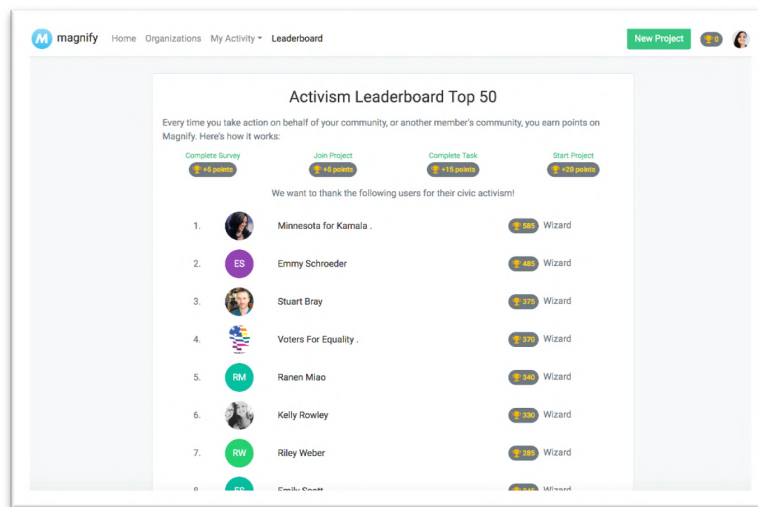 M magnify Home Organizations My Activity Leaderboard New Project 0
Activism Leaderboard Top 50
Every time you take action on behalf of your community, or another member's community, you earn points on
Magnify. Here's how it works:
Complete Survey Join Project Complete Task Start Project
+5 points +5 points +15 points +20 points
We want to thank the following users for their civic activism!
1. Minnesota for Kamala . 585 Wizard
2. ES Emmy Schroeder 485 Wizard
3. Stuart Bray 375 Wizard
4. Voters For Equality . 370 Wizard
5. RM Ranen Miao 340 Wizard
6. Kelly Rowley 330 Wizard
7. RW Riley Weber 285 Wizard
8. ES Emily Scott Wizard